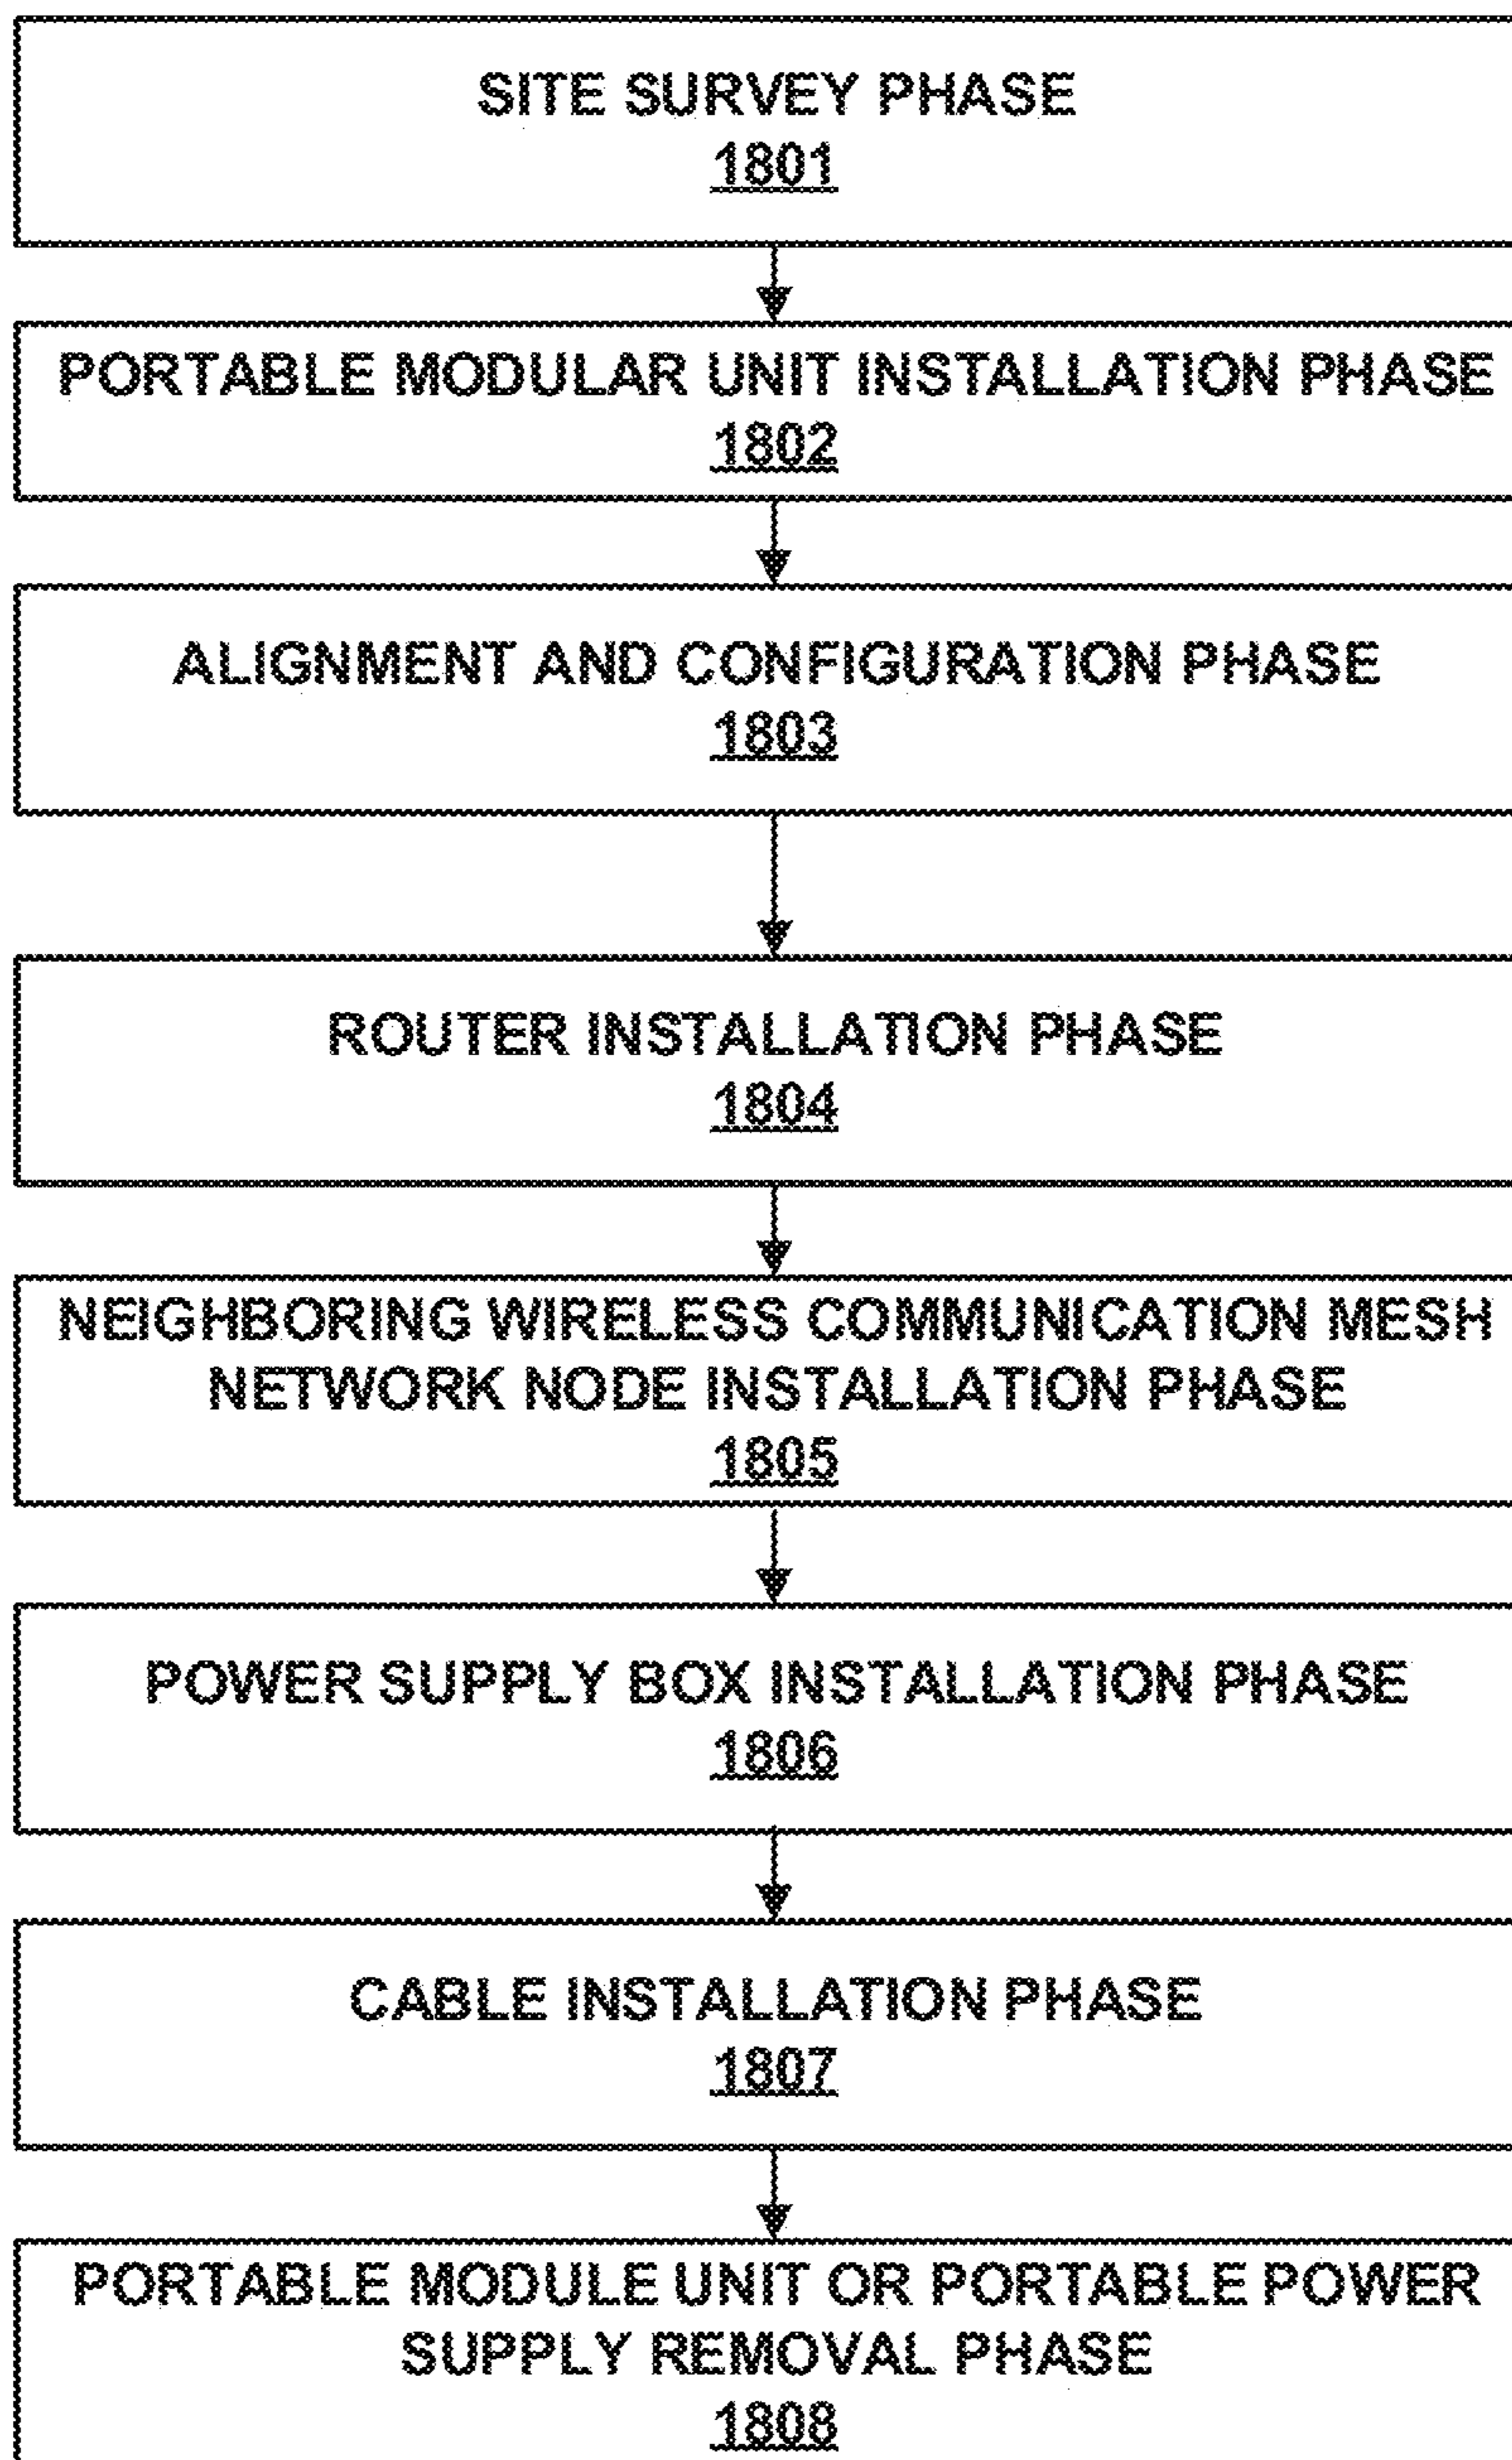 SITE SURVEY PHASE
1801
PORTABLE MODULAR UNIT INSTALLATION PHASE
1802
ALIGNMENT AND CONFIGURATION PHASE
1803
ROUTER INSTALLATION PHASE
1804
NEIGHBORING WIRELESS COMMUNICATION MESH
NETWORK NODE INSTALLATION PHASE
1805
POWER SUPPLY BOX INSTALLATION PHASE
1806
CABLE INSTALLATION PHASE
1807
PORTABLE MODULE UNIT OR PORTABLE POWER
SUPPLY REMOVAL PHASE
1808